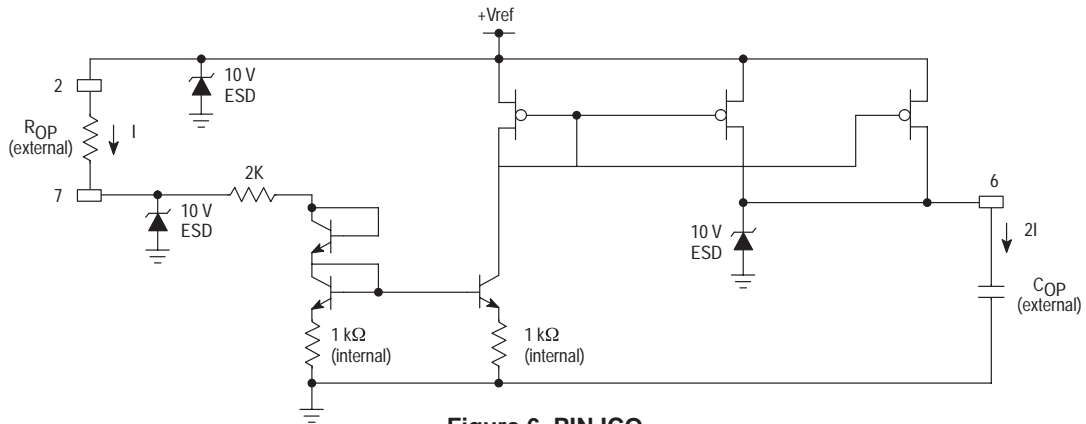 +Vref
2
10 V
ESD
ROP
(external)
I
7
2K
10 V
ESD
10 V
ESD
6
2I
COP
(external)
1 kΩ
(internal)
1 kΩ
(internal)
Figure 6. PIN ICO